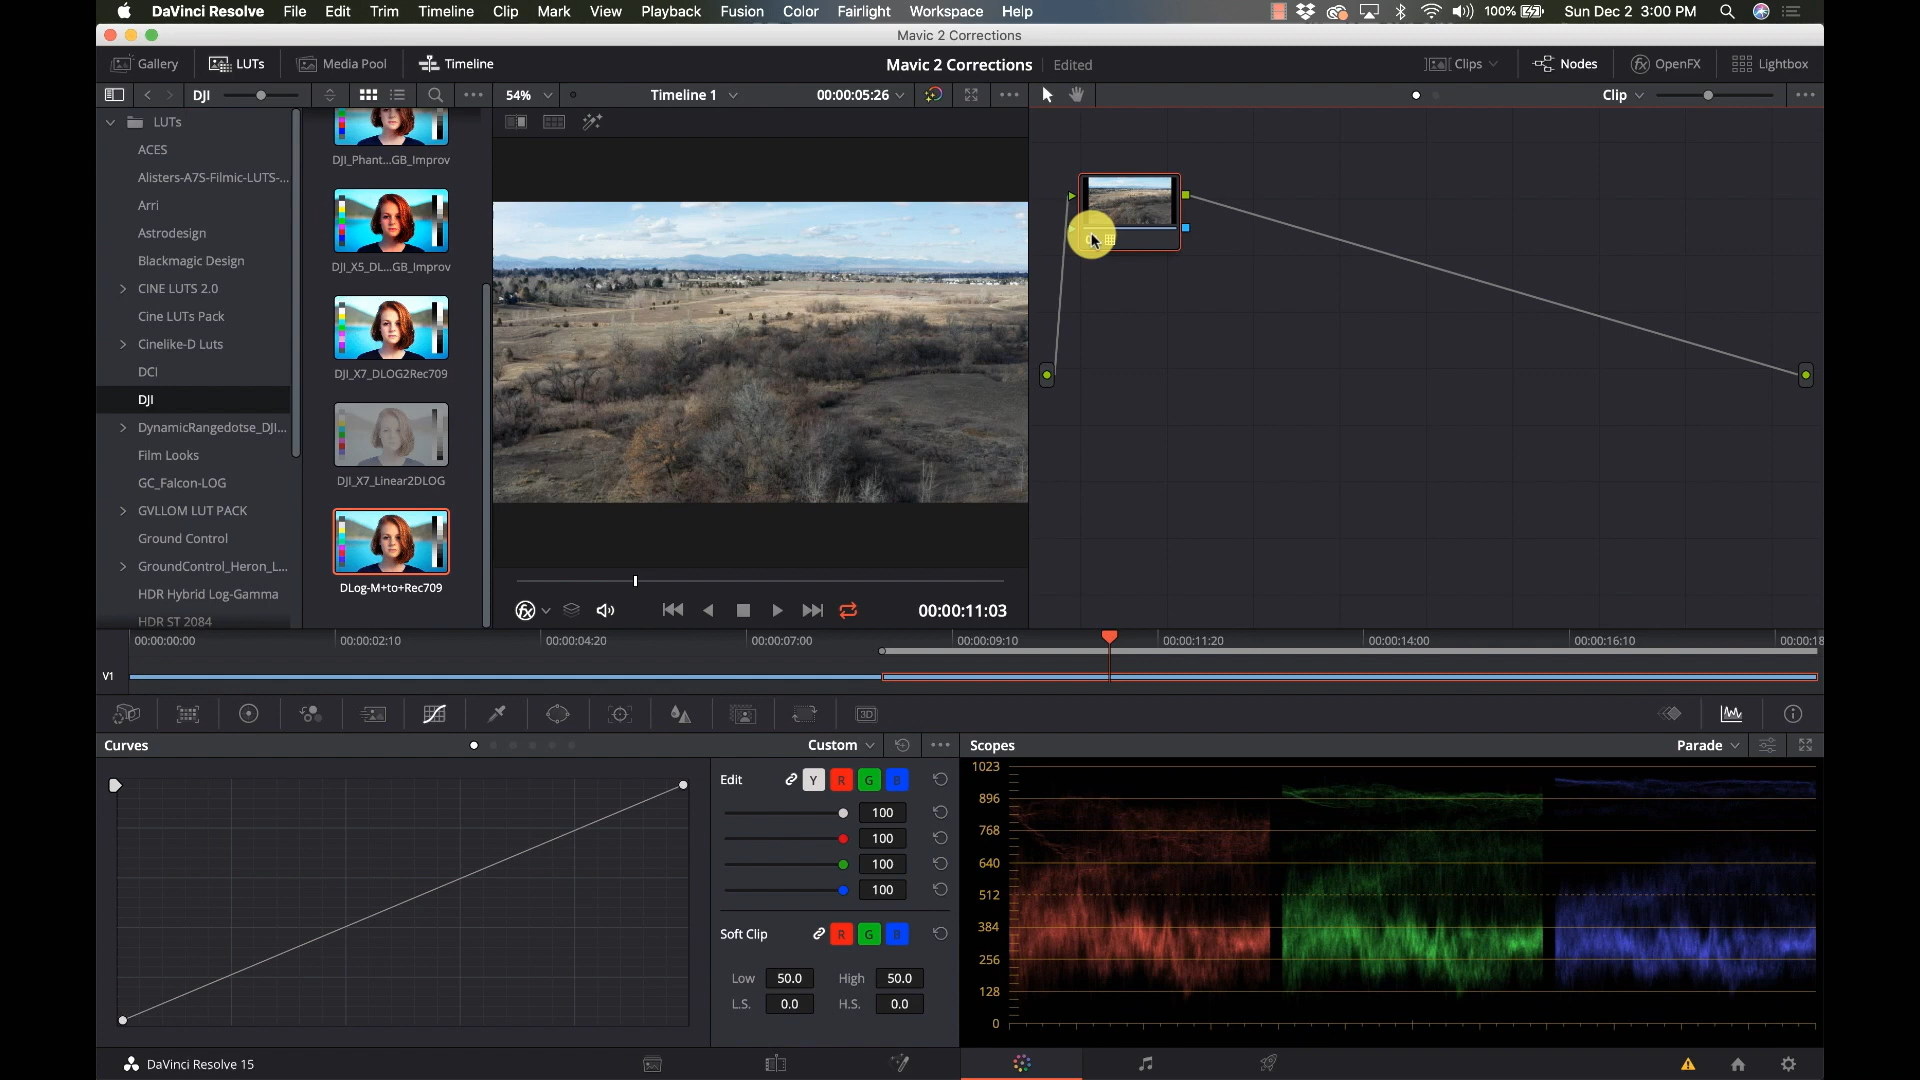 DaVinci Resolve File Edit Trim Timeline Clip Mark View Playback Fusion Color Fairlight Workspace Help 100% Sun Dec 2 3:00 PM
Mavic 2 Corrections
Gallery LUTs Media Pool Timeline Mavic 2 Corrections Edited Clips Nodes OpenFX Lightbox
DJI 54% Timeline 1 00:00:05:26 Clip
LUTs
ACES
Alisters-A7S-Filmic-LUTS-...
Arri
Astrodesign
Blackmagic Design
CINE LUTS 2.0
Cine LUTs Pack
Cinelike-D Luts
DCI
DJI
DynamicRangedotse_DJI...
Film Looks
GC_Falcon-LOG
GVLLOM LUT PACK
Ground Control
GroundControl_Heron_L...
HDR Hybrid Log-Gamma
HDR ST 2084
DJI_Phant...GB_Improv
DJI_X5_DL...GB_Improv
DJI_X7_DLOG2Rec709
DJI_X7_Linear2DLOG
DLog-M+to+Rec709
00:00:11:03
00:00:00:00 00:00:02:10 00:00:04:20 00:00:07:00 00:00:09:10 00:00:11:20 00:00:14:00 00:00:16:10 00:00:18
V1
3D
Curves Custom
Edit Y R G B
100
100
100
100
Soft Clip R G B
Low 50.0 High 50.0
L.S. 0.0 H.S. 0.0
Scopes Parade
1023
896
768
640
512
384
256
128
0
DaVinci Resolve 15